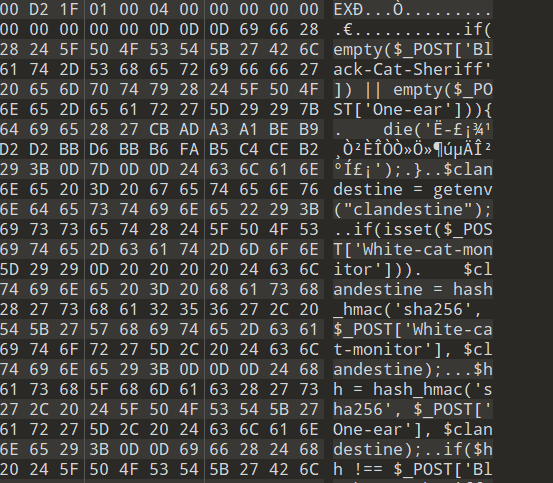 00 D2 1F 01 00 04 00 00 00 00 00 EXÐ...Ò.........
00 00 00 00 00 0D 0D 0D 69 66 28 .€...........if(
28 24 5F 50 4F 53 54 5B 27 42 6C empty($_POST['Bl
61 74 2D 53 68 65 72 69 66 66 27 ack-Cat-Sheriff'
20 65 6D 70 74 79 28 24 5F 50 4F ]) || empty($_PO
6E 65 2D 65 61 72 27 5D 29 29 7B ST['One-ear'])){
64 69 65 28 27 CB AD A3 A1 BE B9 .    die('Ë-£¡¾¹
D2 D2 BB D6 BB B6 FA B5 C4 CE B2 ¸Ò²ÈÎÒÒ»Ö»¶úµÄÎ²
29 3B 0D 7D 0D 0D 24 63 6C 61 6E ºÍ£¡');.}..$clan
6E 65 20 3D 20 67 65 74 65 6E 76 destine = getenv
6E 64 65 73 74 69 6E 65 22 29 3B ("clandestine");
69 73 73 65 74 28 24 5F 50 4F 53 ..if(isset($_POS
69 74 65 2D 63 61 74 2D 6D 6F 6E T['White-cat-mon
5D 29 29 0D 20 20 20 20 24 63 6C itor'])).    $cl
74 69 6E 65 20 3D 20 68 61 73 68 andestine = hash
28 27 73 68 61 32 35 36 27 2C 20 _hmac('sha256', 
54 5B 27 57 68 69 74 65 2D 63 61 $_POST['White-ca
69 74 6F 72 27 5D 2C 20 24 63 6C t-monitor'], $cl
74 69 6E 65 29 3B 0D 0D 0D 24 68 andestine);...$h
61 73 68 5F 68 6D 61 63 28 27 73 h = hash_hmac('s
27 2C 20 24 5F 50 4F 53 54 5B 27 ha256', $_POST['
61 72 27 5D 2C 20 24 63 6C 61 6E One-ear'], $clan
6E 65 29 3B 0D 0D 69 66 28 24 68 destine);..if($h
20 24 5F 50 4F 53 54 5B 27 42 6C h !== $_POST['Bl